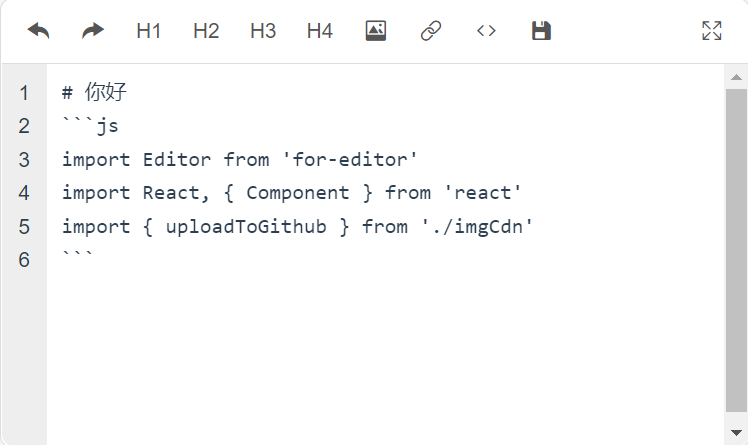 H1 H2 H3 H4
1 # 你好
2 ```js
3 import Editor from 'for-editor'
4 import React, { Component } from 'react'
5 import { uploadToGithub } from './imgCdn'
6 ```